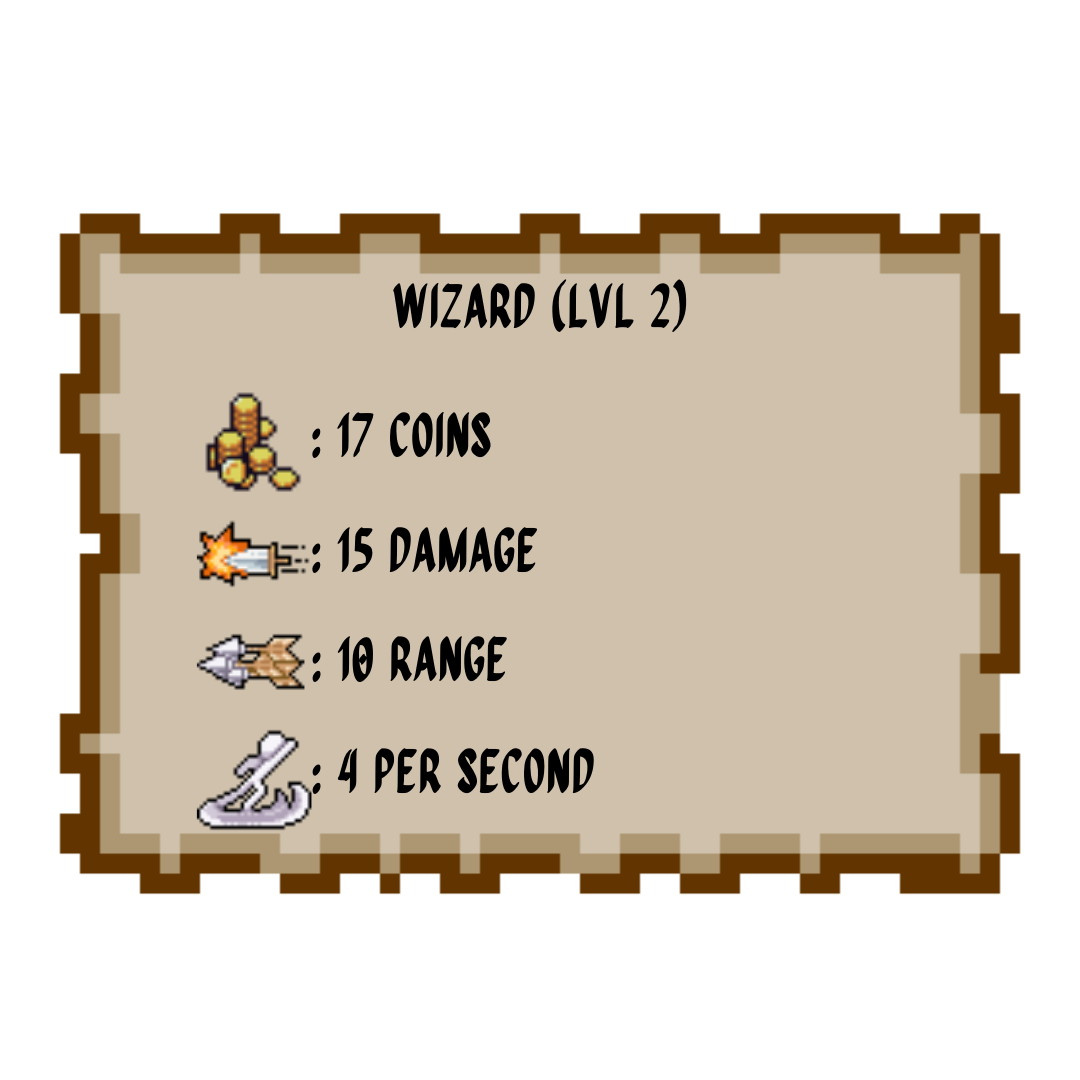 WIZARD (LVL 2)
: 17 COINS
: 15 DAMAGE
: 10 RANGE
: 4 PER SECOND